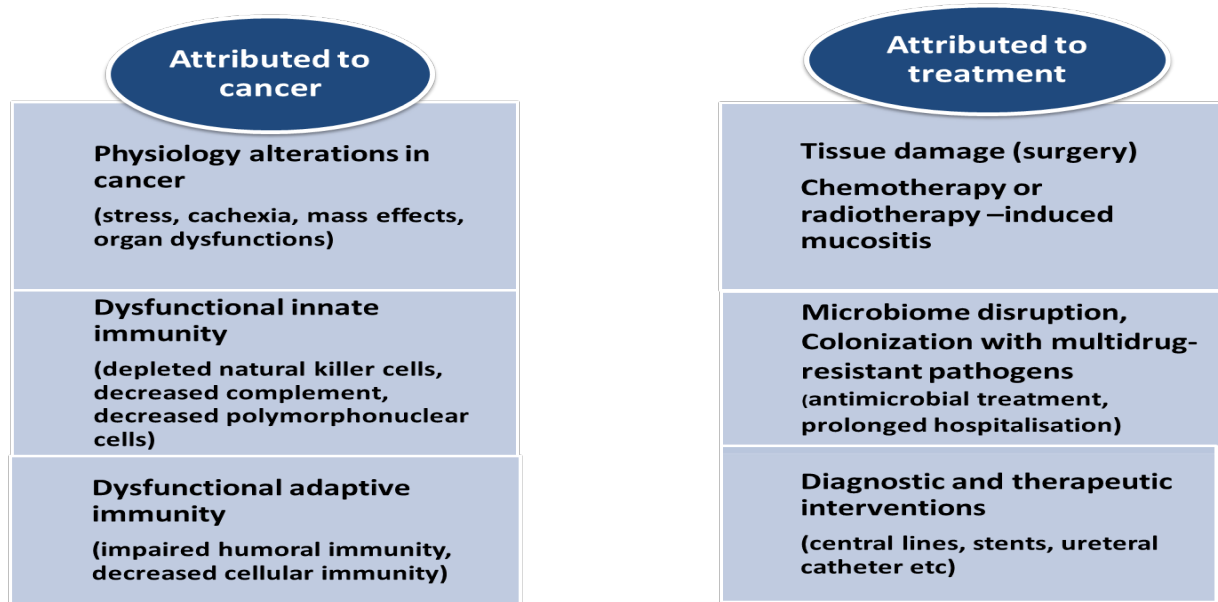 Attributed to
cancer
Physiology alterations in
cancer
(stress, cachexia, mass effects,
organ dysfunctions)
Dysfunctional innate
immunity
(depleted natural killer cells,
decreased complement,
decreased polymorphonuclear
cells)
Dysfunctional adaptive
immunity
(impaired humoral immunity,
decreased cellular immunity)
Attributed to
treatment
Tissue damage (surgery)
Chemotherapy or
radiotherapy –induced
mucositis
Microbiome disruption,
Colonization with multidrug-
resistant pathogens
(antimicrobial treatment,
prolonged hospitalisation)
Diagnostic and therapeutic
interventions
(central lines, stents, ureteral
catheter etc)